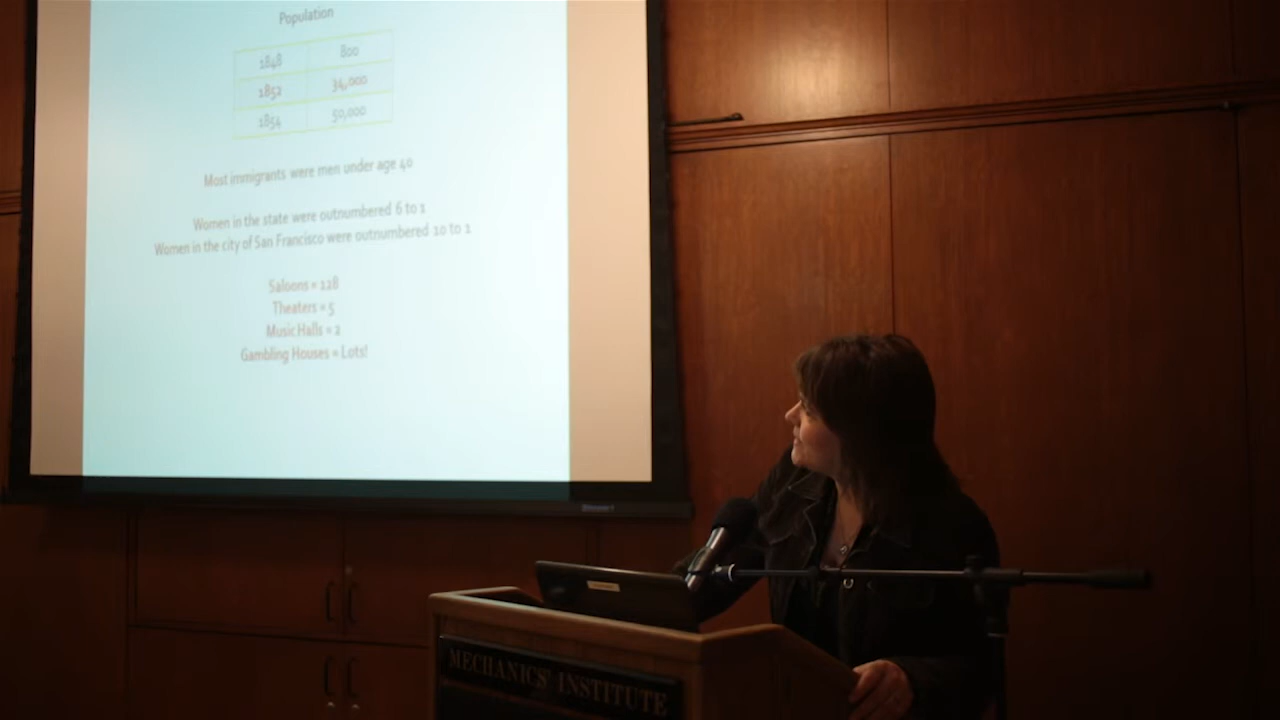 Population
1848 800
1852 34,000
1854 50,000
Most immigrants were men under age 40
Women in the state were outnumbered 6 to 1
Women in the city of San Francisco were outnumbered 10 to 1
Saloons = 128
Theaters = 5
Music Halls = 2
Gambling Houses = Lots!
MECHANICS' INSTITUTE